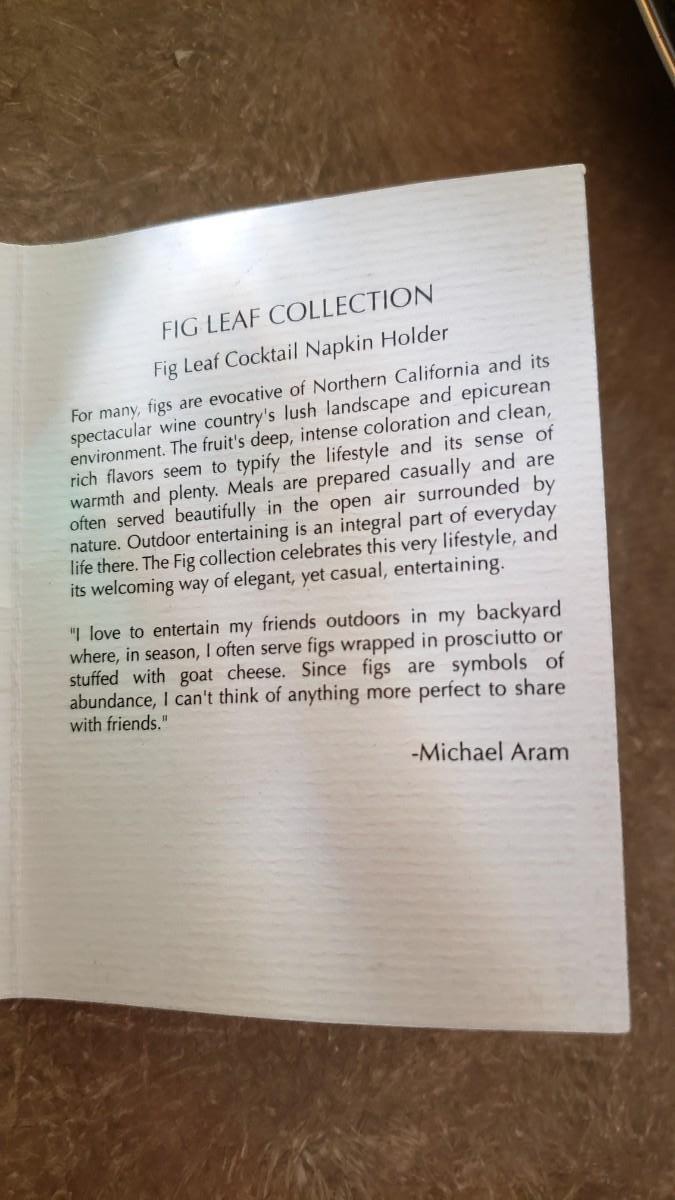 FIG LEAF COLLECTION
Fig Leaf Cocktail Napkin Holder
For many, figs are evocative of Northern California and its
spectacular wine country's lush landscape and epicurean
environment. The fruit's deep, intense coloration and clean,
rich flavors seem to typify the lifestyle and its sense of
warmth and plenty. Meals are prepared casually and are
often served beautifully in the open air surrounded by
nature. Outdoor entertaining is an integral part of everyday
life there. The Fig collection celebrates this very lifestyle, and
its welcoming way of elegant, yet casual, entertaining.
"I love to entertain my friends outdoors in my backyard
where, in season, I often serve figs wrapped in prosciutto or
stuffed with goat cheese. Since figs are symbols of
abundance, I can't think of anything more perfect to share
with friends."
-Michael Aram